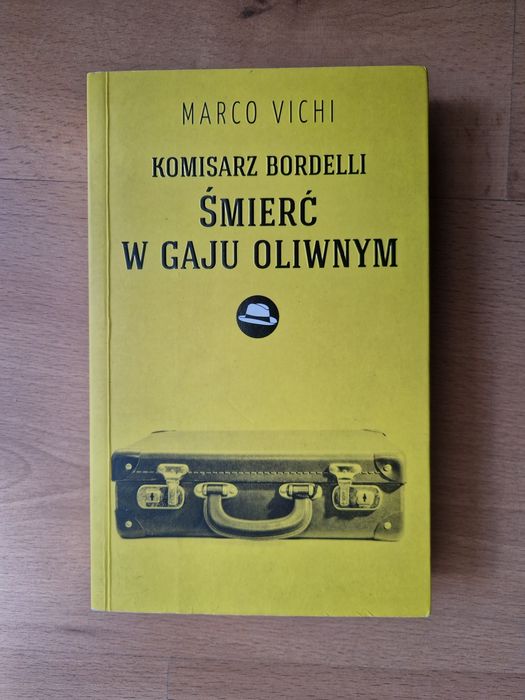 MARCO VICHI
KOMISARZ BORDELLI
ŚMIERĆ
W GAJU OLIWNYM